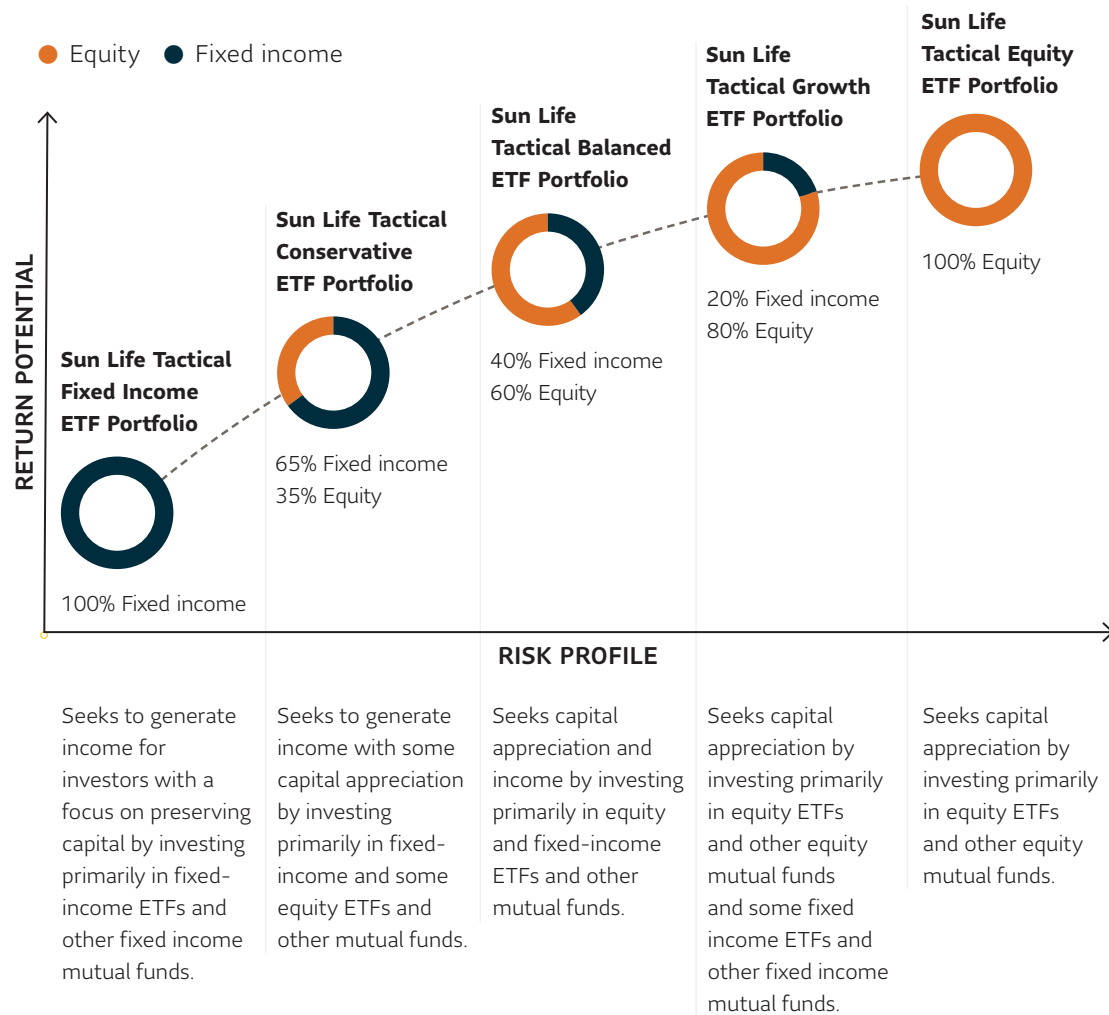 Equity Fixed income
Sun Life Tactical
Fixed Income
ETF Portfolio
100% Fixed income
Sun Life Tactical
Conservative
ETF Portfolio
65% Fixed income
35% Equity
Sun Life
Tactical Balanced
ETF Portfolio
40% Fixed income
60% Equity
Sun Life
Tactical Growth
ETF Portfolio
20% Fixed income
80% Equity
Sun Life
Tactical Equity
ETF Portfolio
100% Equity
RETURN POTENTIAL
RISK PROFILE
Seeks to generate
income for
investors with a
focus on preserving
capital by investing
primarily in fixed-
income ETFs and
other fixed income
mutual funds.
Seeks to generate
income with some
capital appreciation
by investing
primarily in fixed-
income and some
equity ETFs and
other mutual funds.
Seeks capital
appreciation and
income by investing
primarily in equity
and fixed-income
ETFs and other
mutual funds.
Seeks capital
appreciation by
investing primarily
in equity ETFs
and other equity
mutual funds
and some fixed
income ETFs and
other fixed income
mutual funds.
Seeks capital
appreciation by
investing primarily
in equity ETFs
and other equity
mutual funds.